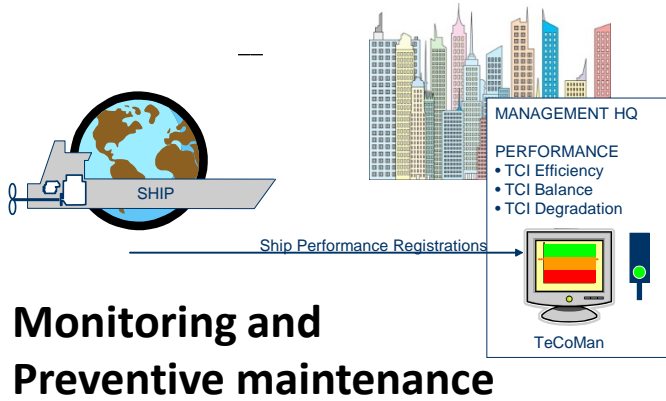 MANAGEMENT HQ
PERFORMANCE
• TCI Efficiency
• TCI Balance
• TCI Degradation
SHIP
Ship Performance Registrations
TeCoMan
Monitoring and
Preventive maintenance